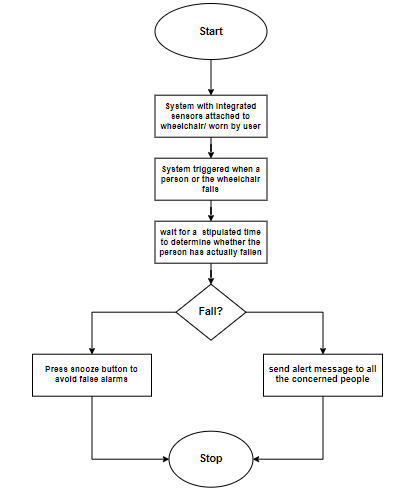 Start
System with integrated
sensors attached to
wheelchair/ worn by user
System triggered when a
person or the wheelchair
falls
wait for a stipulated time
to determine whether the
person has actually fallen
Fall?
Press snooze button to
avoid false alarms
send alert message to all
the concerned people
Stop